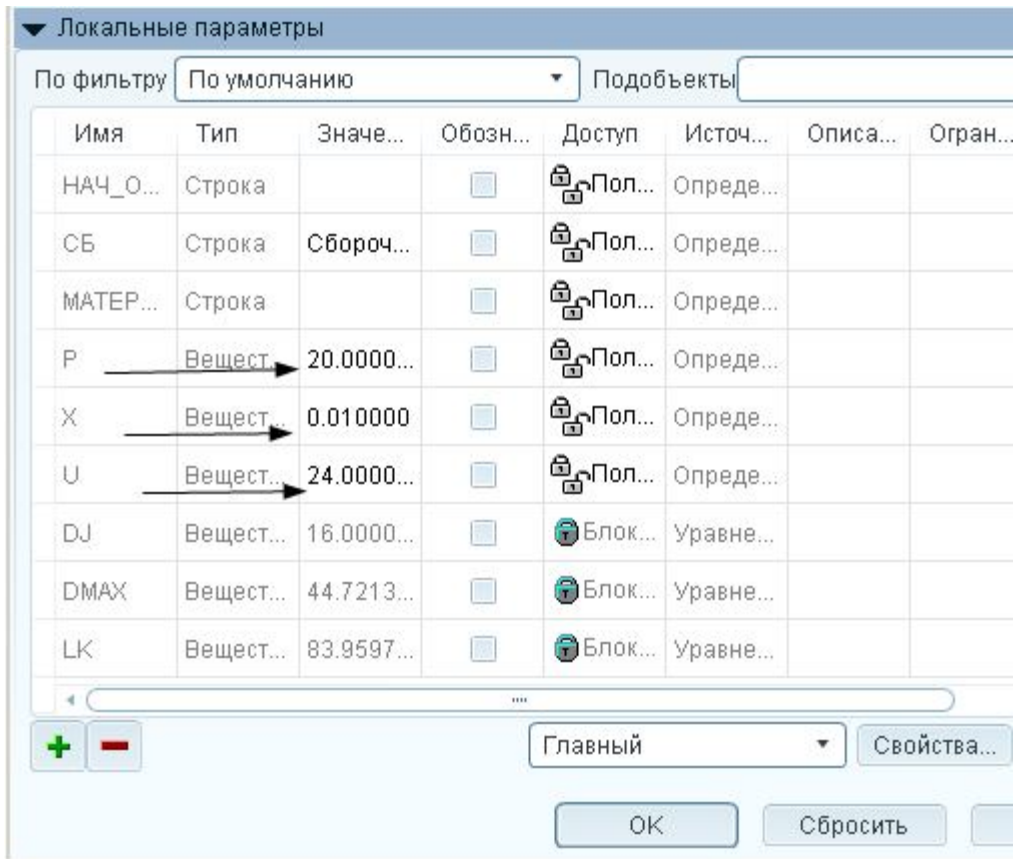 Локальные параметры
По фильтру По умолчанию Подобъекты
Имя Тип Значе... Обозн... Доступ Источ... Описа... Огран...
НАЧ_О... Строка Пол... Опреде...
СБ Строка Сбороч... Пол... Опреде...
МАТЕР... Строка Пол... Опреде...
P Вещест... 20.0000... Пол... Опреде...
X Вещест... 0.010000 Пол... Опреде...
U Вещест... 24.0000... Пол... Опреде...
DJ Вещест... 16.0000... Блок... Уравне...
DMAX Вещест... 44.7213... Блок... Уравне...
LK Вещест... 83.9597... Блок... Уравне...
Главный Свойства...
OK Сбросить